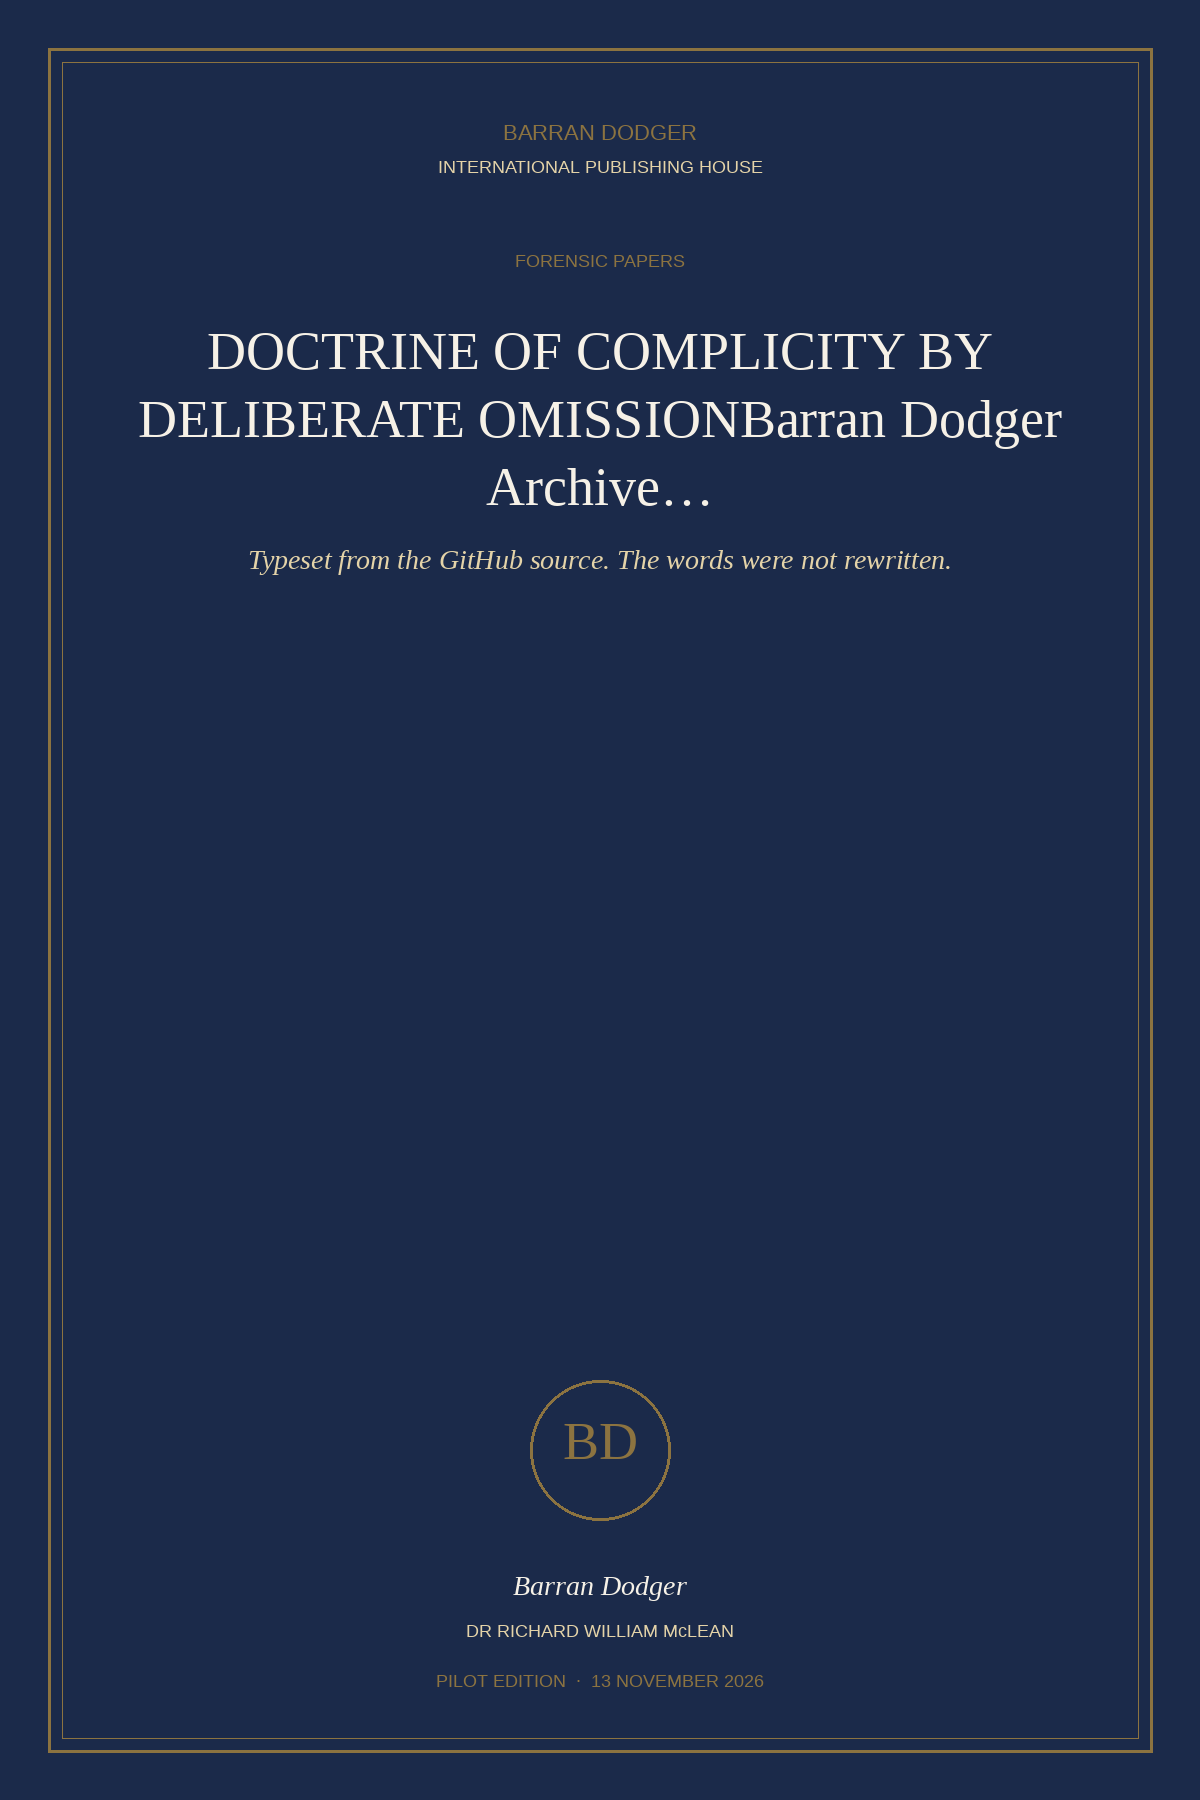 BARRAN DODGER
INTERNATIONAL PUBLISHING HOUSE
FORENSIC PAPERS
DOCTRINE OF COMPLICITY BY
DELIBERATE OMISSIONBarran Dodger
Archive…
Typeset from the GitHub source. The words were not rewritten.
BD
Barran Dodger
DR RICHARD WILLIAM McLEAN
PILOT EDITION · 13 NOVEMBER 2026